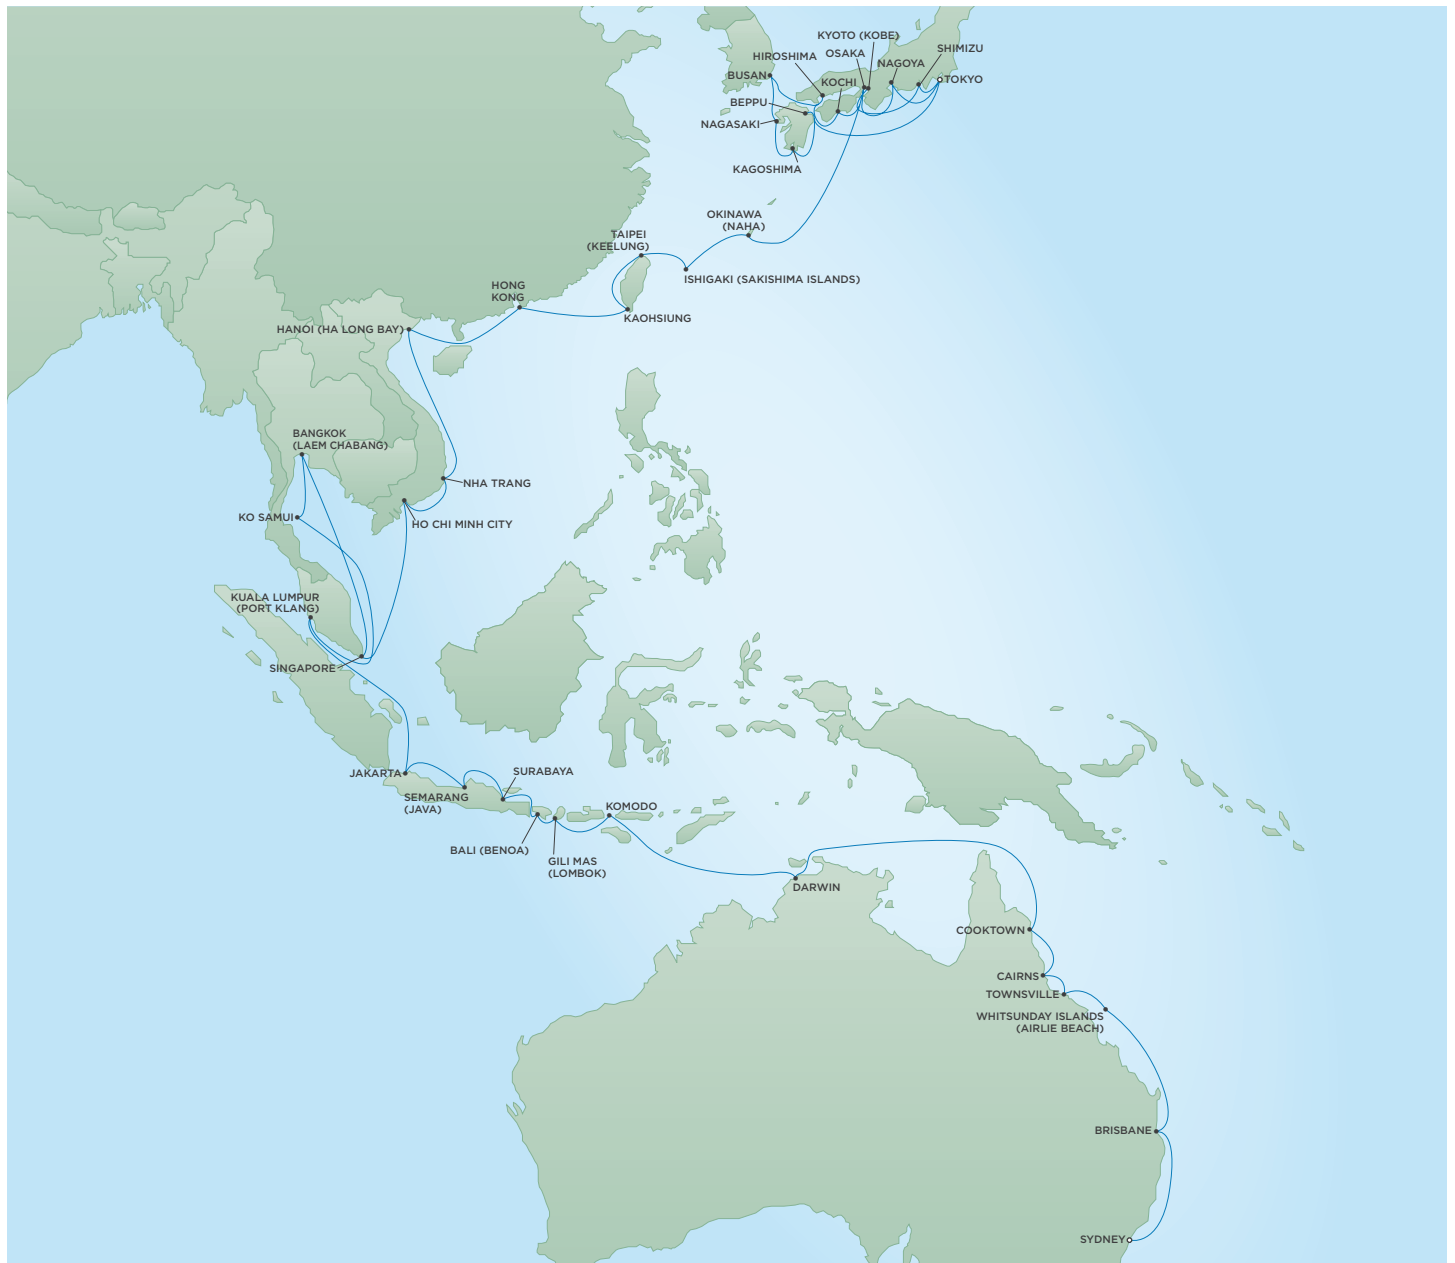 KYOTO (KOBE)
OSAKA
SHIMIZU
HIROSHIMA
NAGOYA
BUSAN
KOCHI
TOKYO
BEPPU
NAGASAKI
KAGOSHIMA
OKINAWA
(NAHA)
TAIPEI
(KEELUNG)
ISHIGAKI (SAKISHIMA ISLANDS)
HONG
KONG
KAOHSIUNG
HANOI (HA LONG BAY)
BANGKOK
(LAEM CHABANG)
NHA TRANG
KO SAMUI
HO CHI MINH CITY
KUALA LUMPUR
(PORT KLANG)
SINGAPORE
JAKARTA
SURABAYA
SEMARANG
(JAVA)
KOMODO
BALI (BENOA)
GILI MAS
(LOMBOK)
DARWIN
COOKTOWN
CAIRNS
TOWNSVILLE
WHITSUNDAY ISLANDS
(AIRLIE BEACH)
BRISBANE
SYDNEY